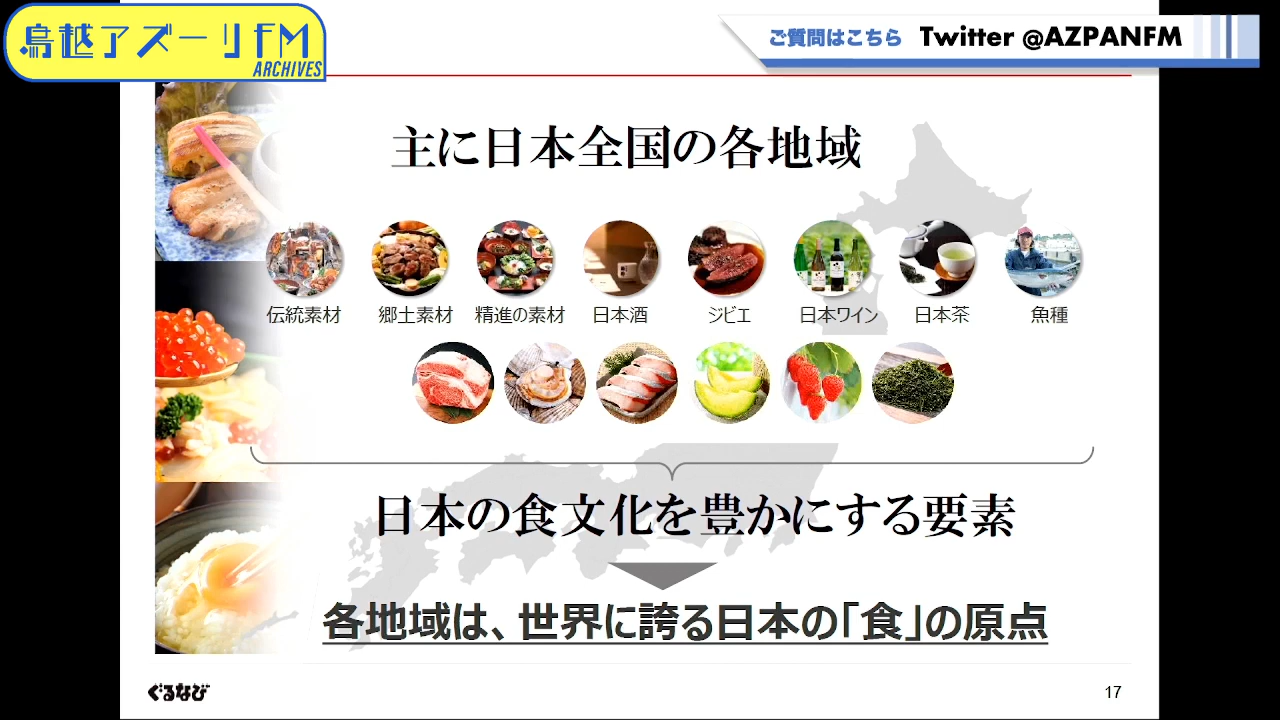 鳥越アズーリFM
ARCHIVES
ご質問はこちら Twitter @AZPANFM
主に日本全国の各地域
伝統素材 郷土素材 精進の素材 日本酒 ジビエ 日本ワイン 日本茶 魚種
日本の食文化を豊かにする要素
各地域は、世界に誇る日本の｢食｣の原点
ぐるなび
17